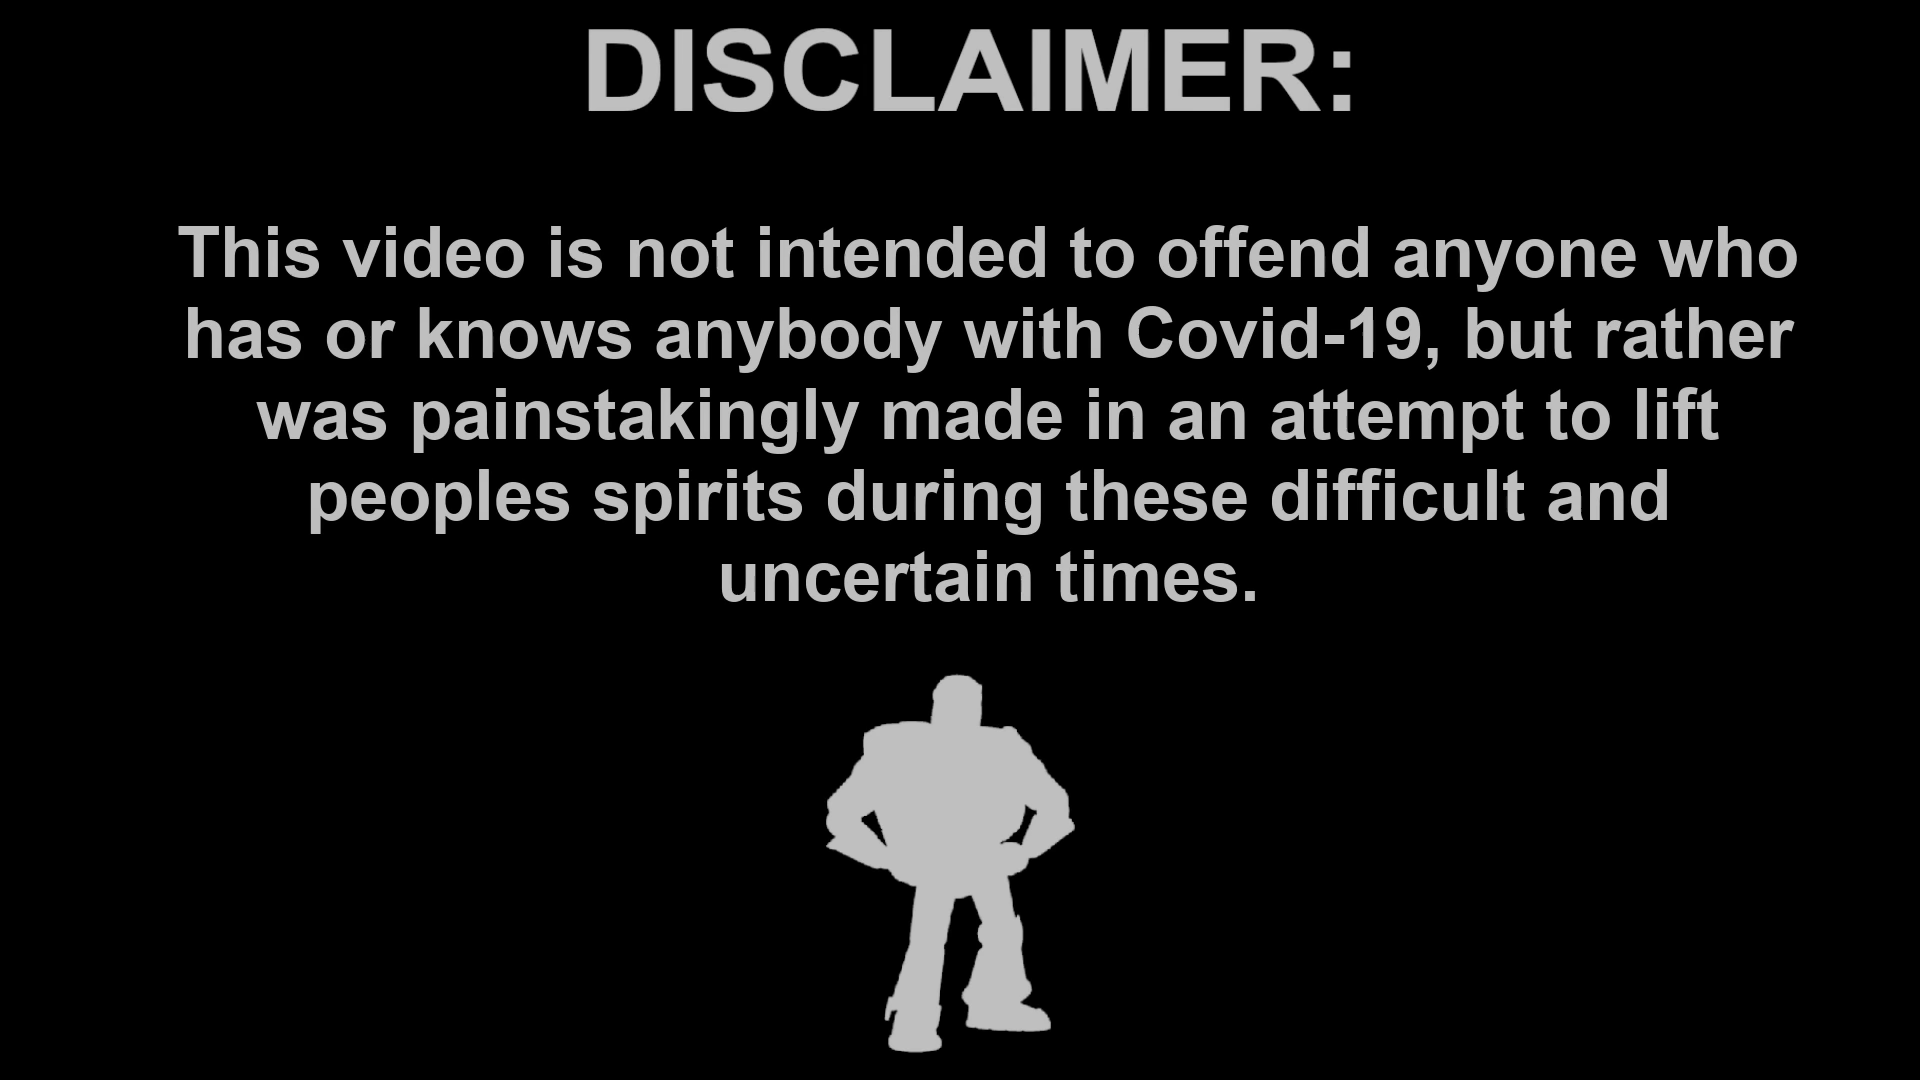 DISCLAIMER:
This video is not intended to offend anyone who
has or knows anybody with Covid-19, but rather
was painstakingly made in an attempt to lift
peoples spirits during these difficult and
uncertain times.